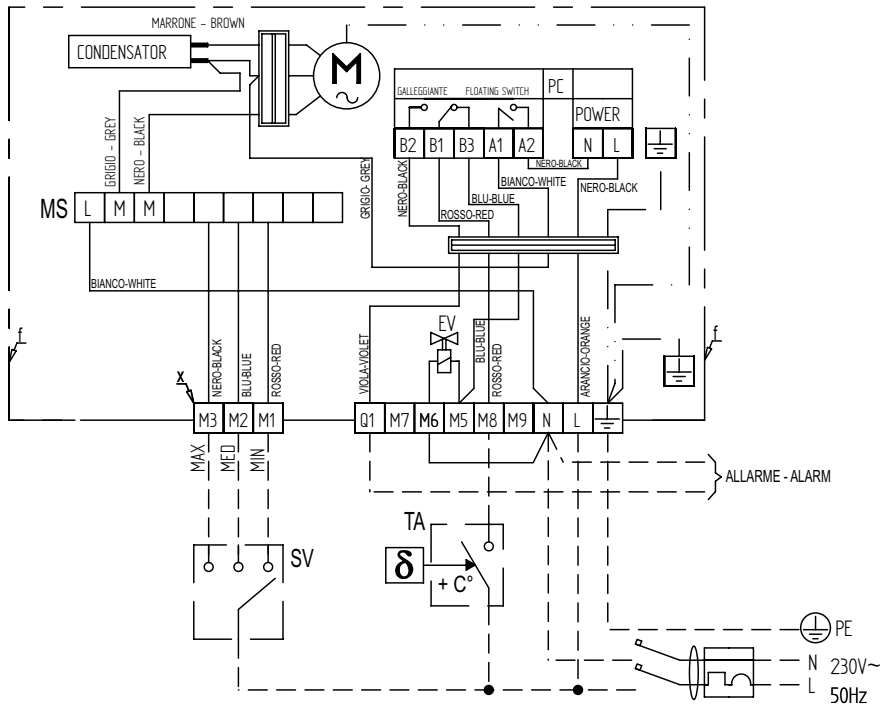 MARRONE - BROWN
CONDENSATOR
M
GALLEGGIANTE FLOATING SWITCH
PC
POWER
B2 B1 B3 A1 A2 N L
GRIGIO - GREY
NERO - BLACK
GRIGIO- GREY
NERO-BLACK
ROSSO-RED
BLU-BLUE
BIANCO-WHITE
NERO-BLACK
NERO-BLACK
MS
L M M
BIANCO-WHITE
f
x
NERO-BLACK
BLU-BLUE
ROSSO-RED
VIOLA-VIOLET
EV
BLU-BLUE
ROSSO-RED
ARANCIO-ORANGE
f
M3 M2 M1
Q1 M7 M6 M5 M8 M9 N L
MAX
MED
MIN
ALLARME - ALARM
TA
SV
δ
+ C°
PE
N 230V~
L 50Hz